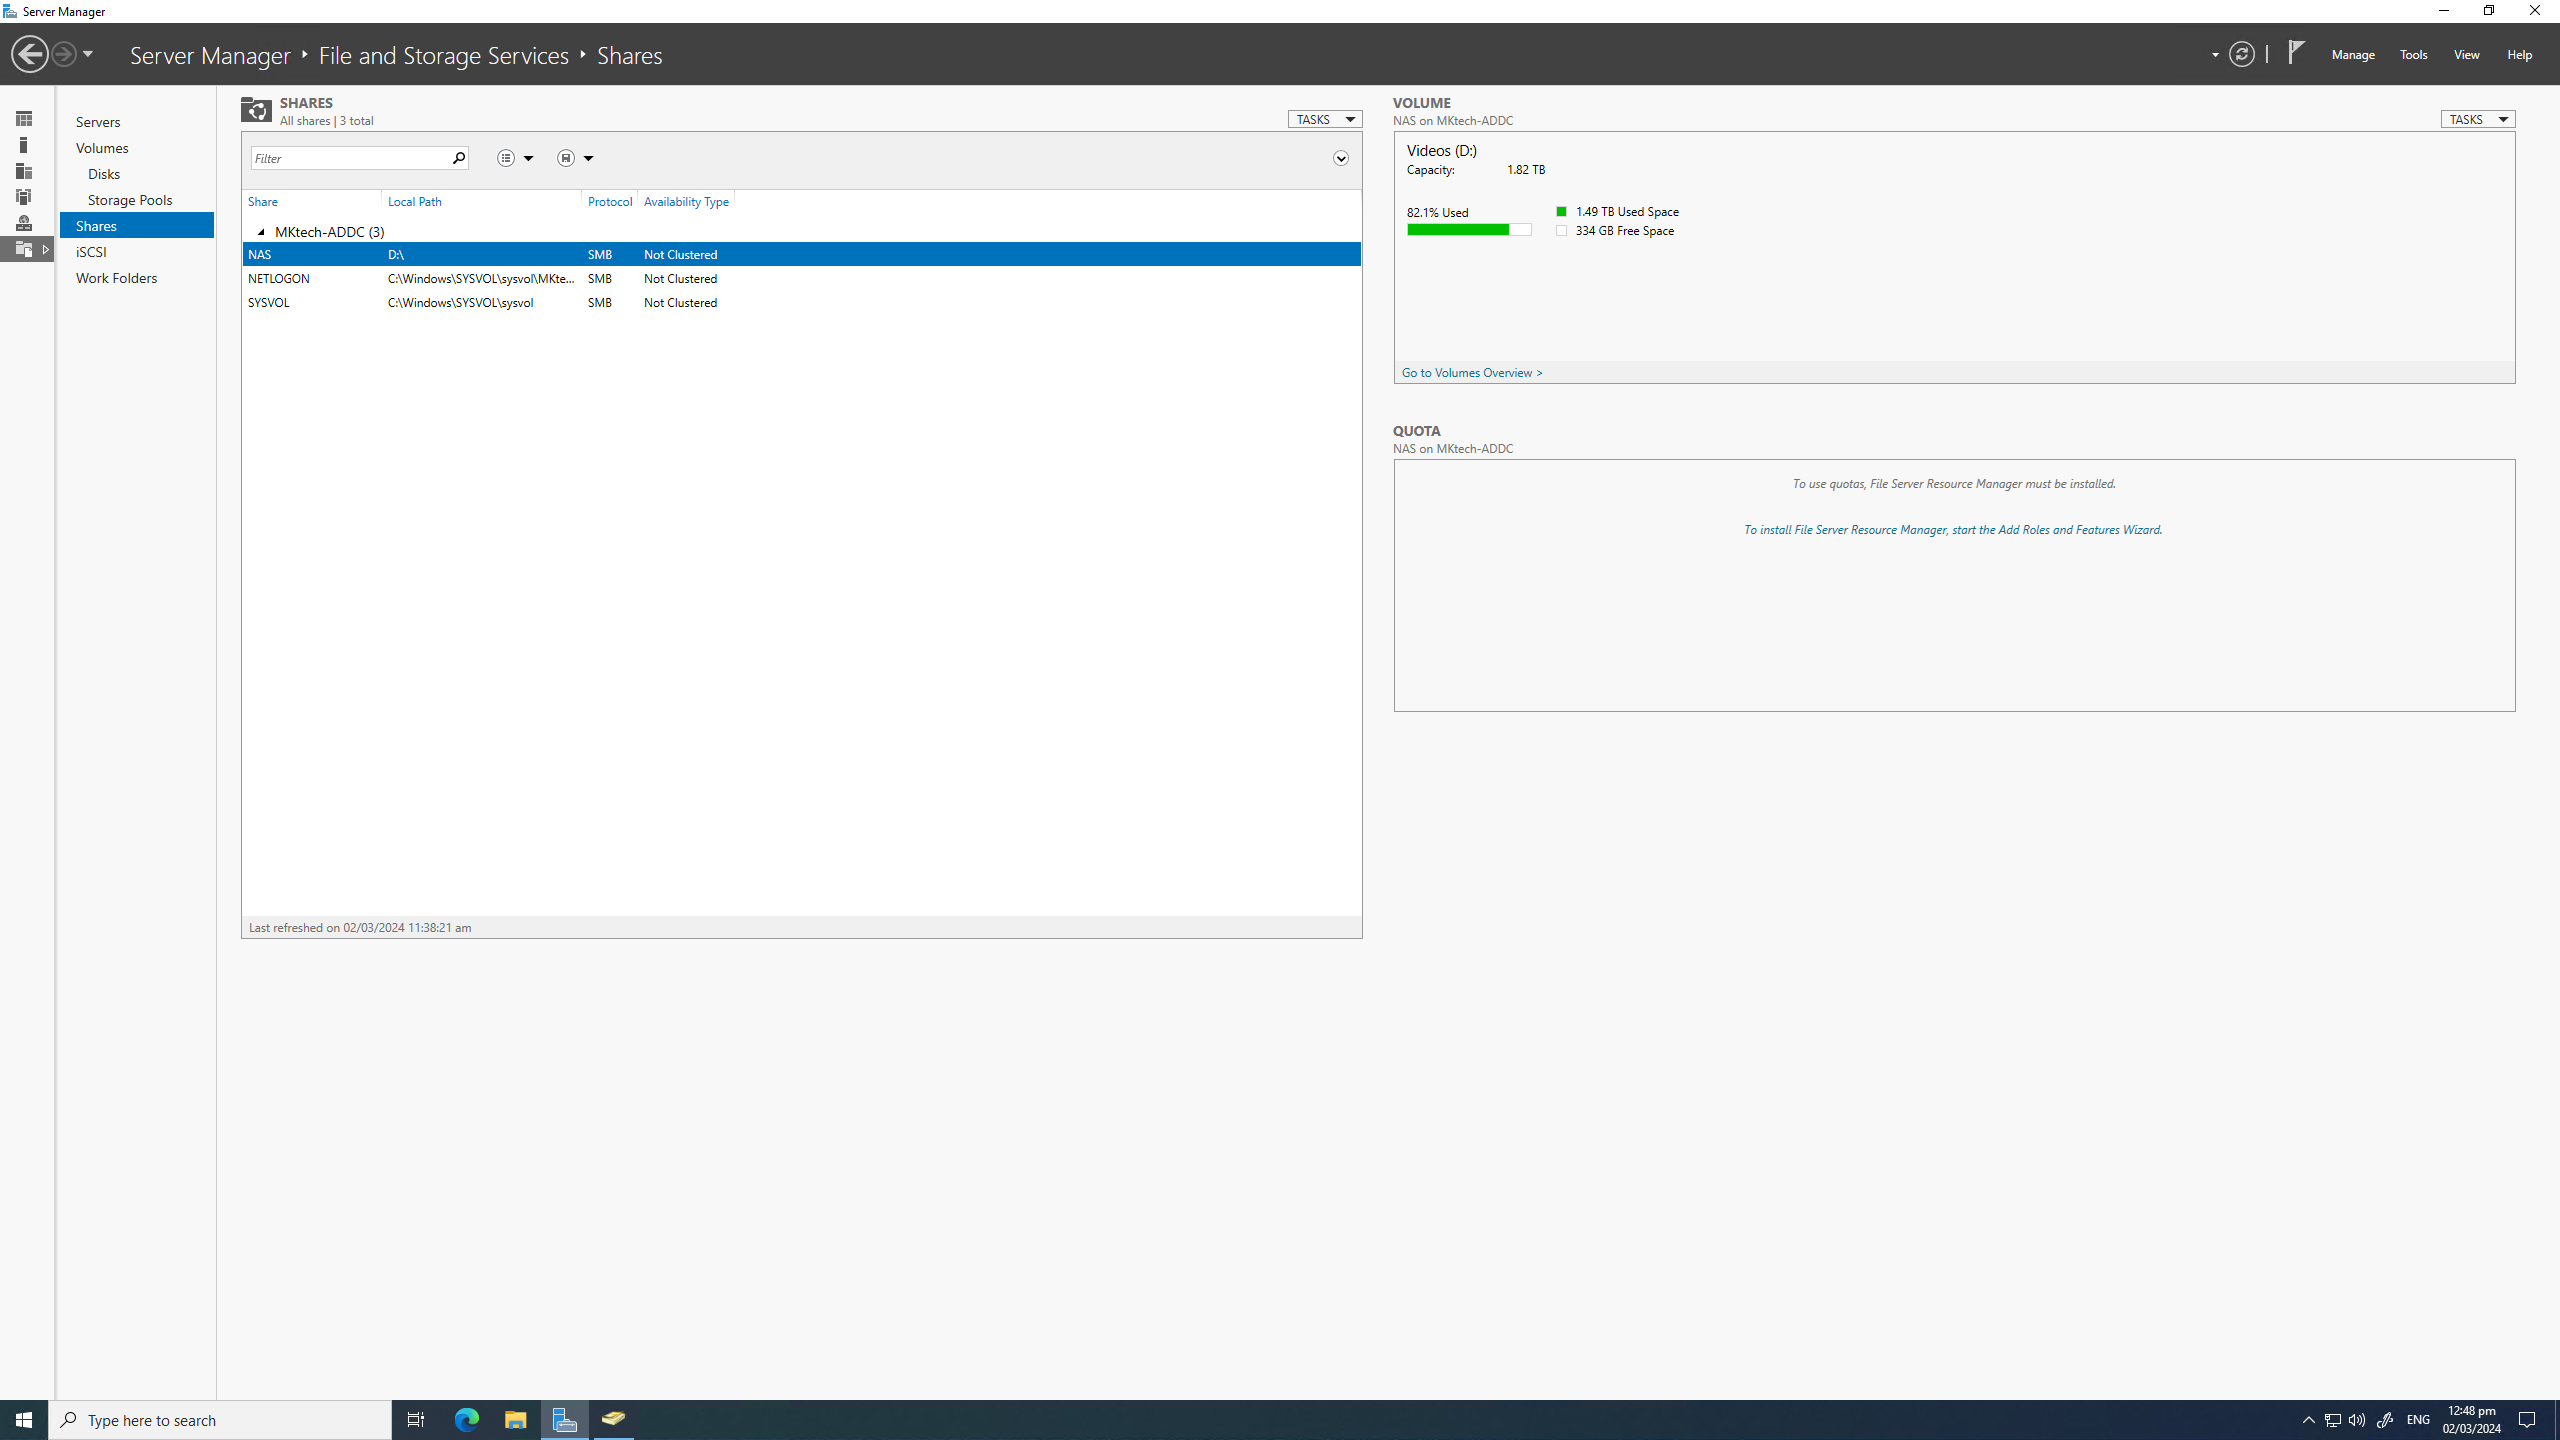 Server Manager
Server Manager ‣ File and Storage Services ‣ Shares
Manage
Tools
View
Help
Servers
Volumes
Disks
Storage Pools
Shares
iSCSI
Work Folders
SHARES
All shares | 3 total
TASKS
Filter
Share Local Path Protocol Availability Type
MKtech-ADDC (3)
NAS D:\ SMB Not Clustered
NETLOGON C:\Windows\SYSVOL\sysvol\MKte... SMB Not Clustered
SYSVOL C:\Windows\SYSVOL\sysvol SMB Not Clustered
Last refreshed on 02/03/2024 11:38:21 am
VOLUME
NAS on MKtech-ADDC
TASKS
Videos (D:)
Capacity: 1.82 TB
82.1% Used
1.49 TB Used Space
334 GB Free Space
Go to Volumes Overview >
QUOTA
NAS on MKtech-ADDC
To use quotas, File Server Resource Manager must be installed.
To install File Server Resource Manager, start the Add Roles and Features Wizard.
Type here to search
ENG
12:48 pm
02/03/2024